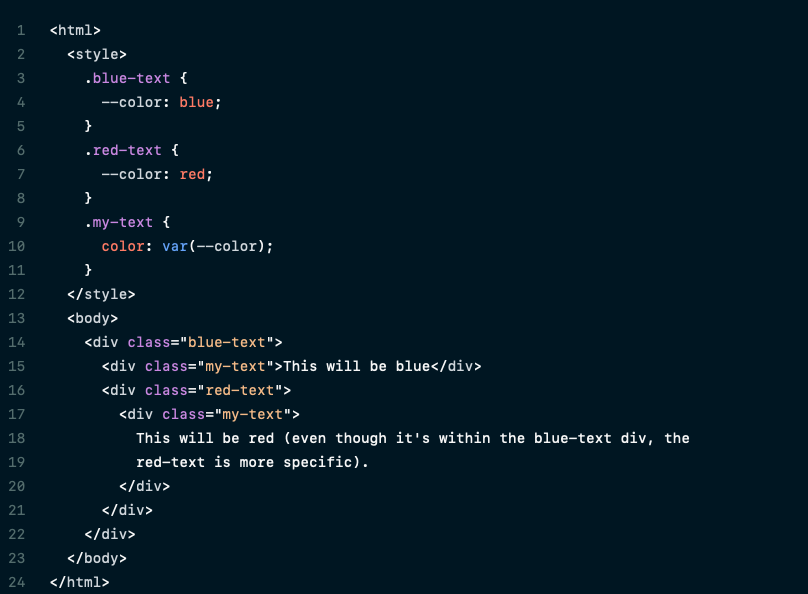 1 <html>
2   <style>
3     .blue-text {
4       --color: blue;
5     }
6     .red-text {
7       --color: red;
8     }
9     .my-text {
10       color: var(--color);
11     }
12   </style>
13   <body>
14     <div class="blue-text">
15       <div class="my-text">This will be blue</div>
16       <div class="red-text">
17         <div class="my-text">
18           This will be red (even though it's within the blue-text div, the
19           red-text is more specific).
20         </div>
21       </div>
22     </div>
23   </body>
24 </html>